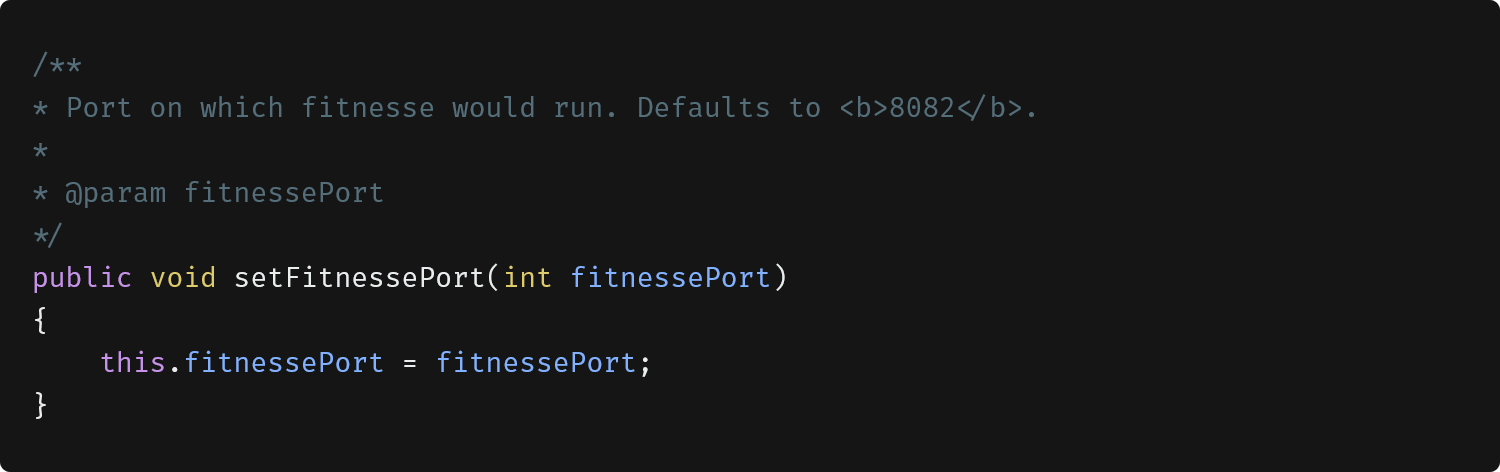 /**
* Port on which fitnesse would run. Defaults to <b>8082</b>.
*
* @param fitnessePort
*/
public void setFitnessePort(int fitnessePort)
{
    this.fitnessePort = fitnessePort;
}